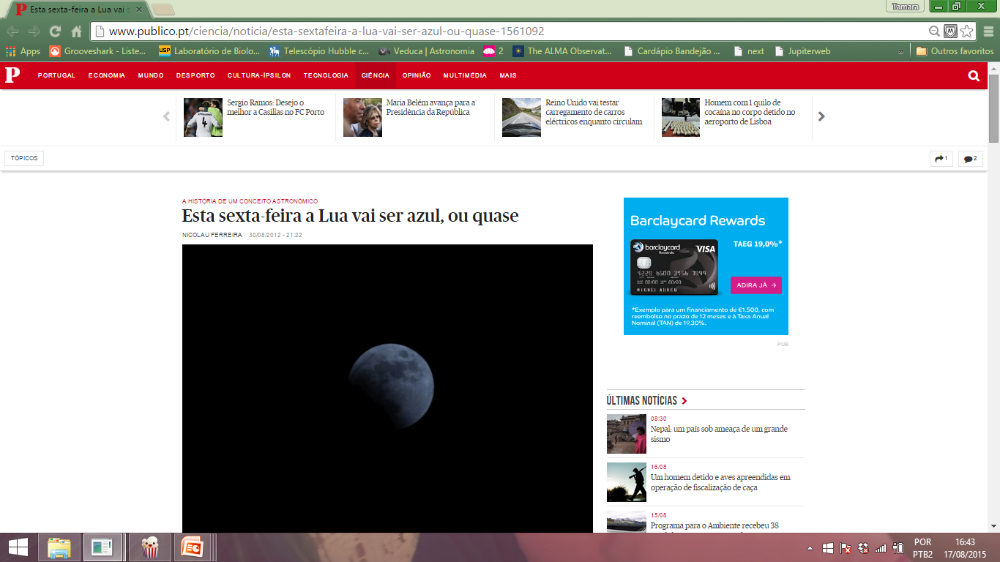 Esta sexta-feira a Lua vai s
Tamara
www.publico.pt/ciencia/noticia/esta-sextafeira-a-lua-vai-ser-azul-ou-quase-1561092
Apps
Grooveshark - Liste...
USP Laboratório de Biolo...
Telescópio Hubble c...
Veduca | Astronomia
2
The ALMA Observat...
Cardápio Bandejão ...
next
Jupiterweb
»
Outros favoritos
P
PORTUGAL ECONOMIA MUNDO DESPORTO CULTURA-ÍPSILON TECNOLOGIA CIÊNCIA OPINIÃO MULTIMÉDIA MAIS
Sergio Ramos: Desejo o
melhor a Casillas no FC Porto
Maria Belém avança para a
Presidência da República
Reino Unido vai testar
carregamento de carros
eléctricos enquanto circulam
Homem com 1 quilo de
cocaína no corpo detido no
aeroporto de Lisboa
TÓPICOS
1
2
A HISTÓRIA DE UM CONCEITO ASTRONÓMICO
Esta sexta-feira a Lua vai ser azul, ou quase
NICOLAU FERREIRA 30/08/2012 - 21:22
Barclaycard Rewards
barclaycard
Rewards
VISA
4228 6500 3456 7899
00/00 00/00
MIGUEL ABREU
TAEG 19,0%*
ADIRA JÁ
*Exemplo para um financiamento de €1.500, com
reembolso no prazo de 12 meses e à Taxa Anual
Nominal (TAN) de 19,30%.
PUB
ÚLTIMAS NOTÍCIAS
08:30
Nepal: um país sob ameaça de um grande
sismo
16/08
Um homem detido e aves apreendidas em
operação de fiscalização de caça
15/08
Programa para o Ambiente recebeu 38
POR
PTB2
16:43
17/08/2015